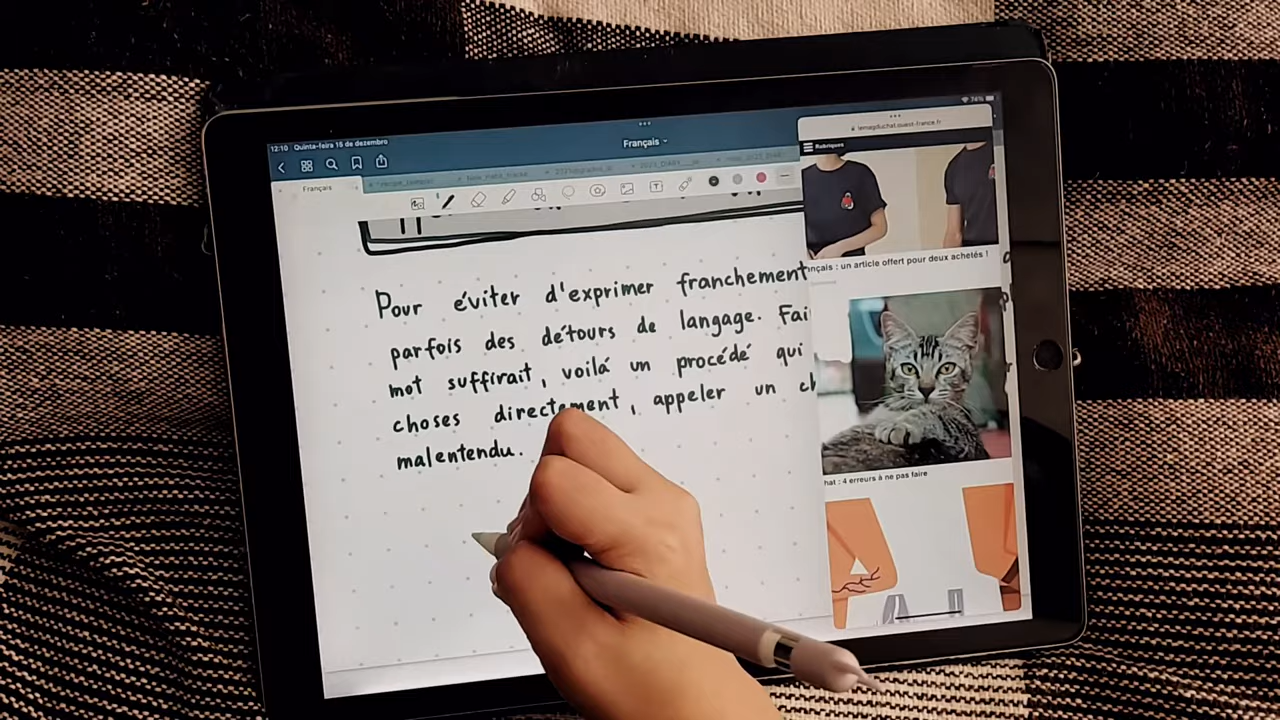 12:10 Quinta-feira 15 de dezembro
74%
Français
Français
Pour éviter d'exprimer franchement
parfois des détours de langage. Fai
mot suffirait, voilá un procédé qui
choses directement, appeler un ch
malentendu.
lemagduchat.ouest-france.fr
Rubriques
nçais : un article offert pour deux achetés !
hat : 4 erreurs à ne pas faire